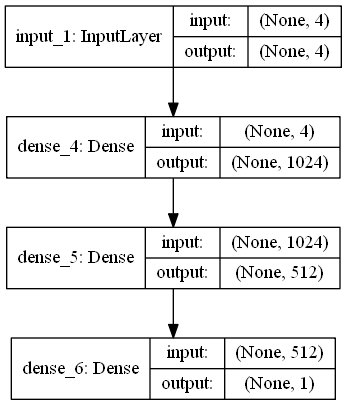 input_1: InputLayer
input: (None, 4)
output: (None, 4)
dense_4: Dense
input: (None, 4)
output: (None, 1024)
dense_5: Dense
input: (None, 1024)
output: (None, 512)
dense_6: Dense
input: (None, 512)
output: (None, 1)